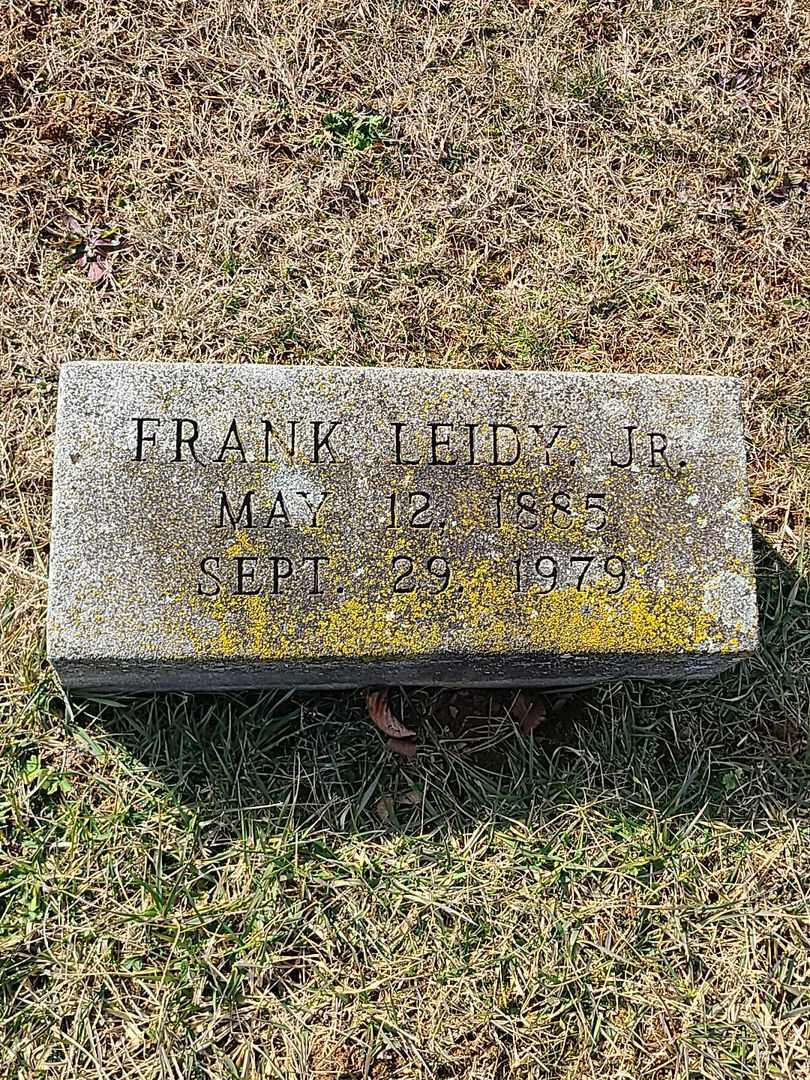 FRANK LEIDY, JR.
MAY 12, 1885
SEPT. 29, 1979